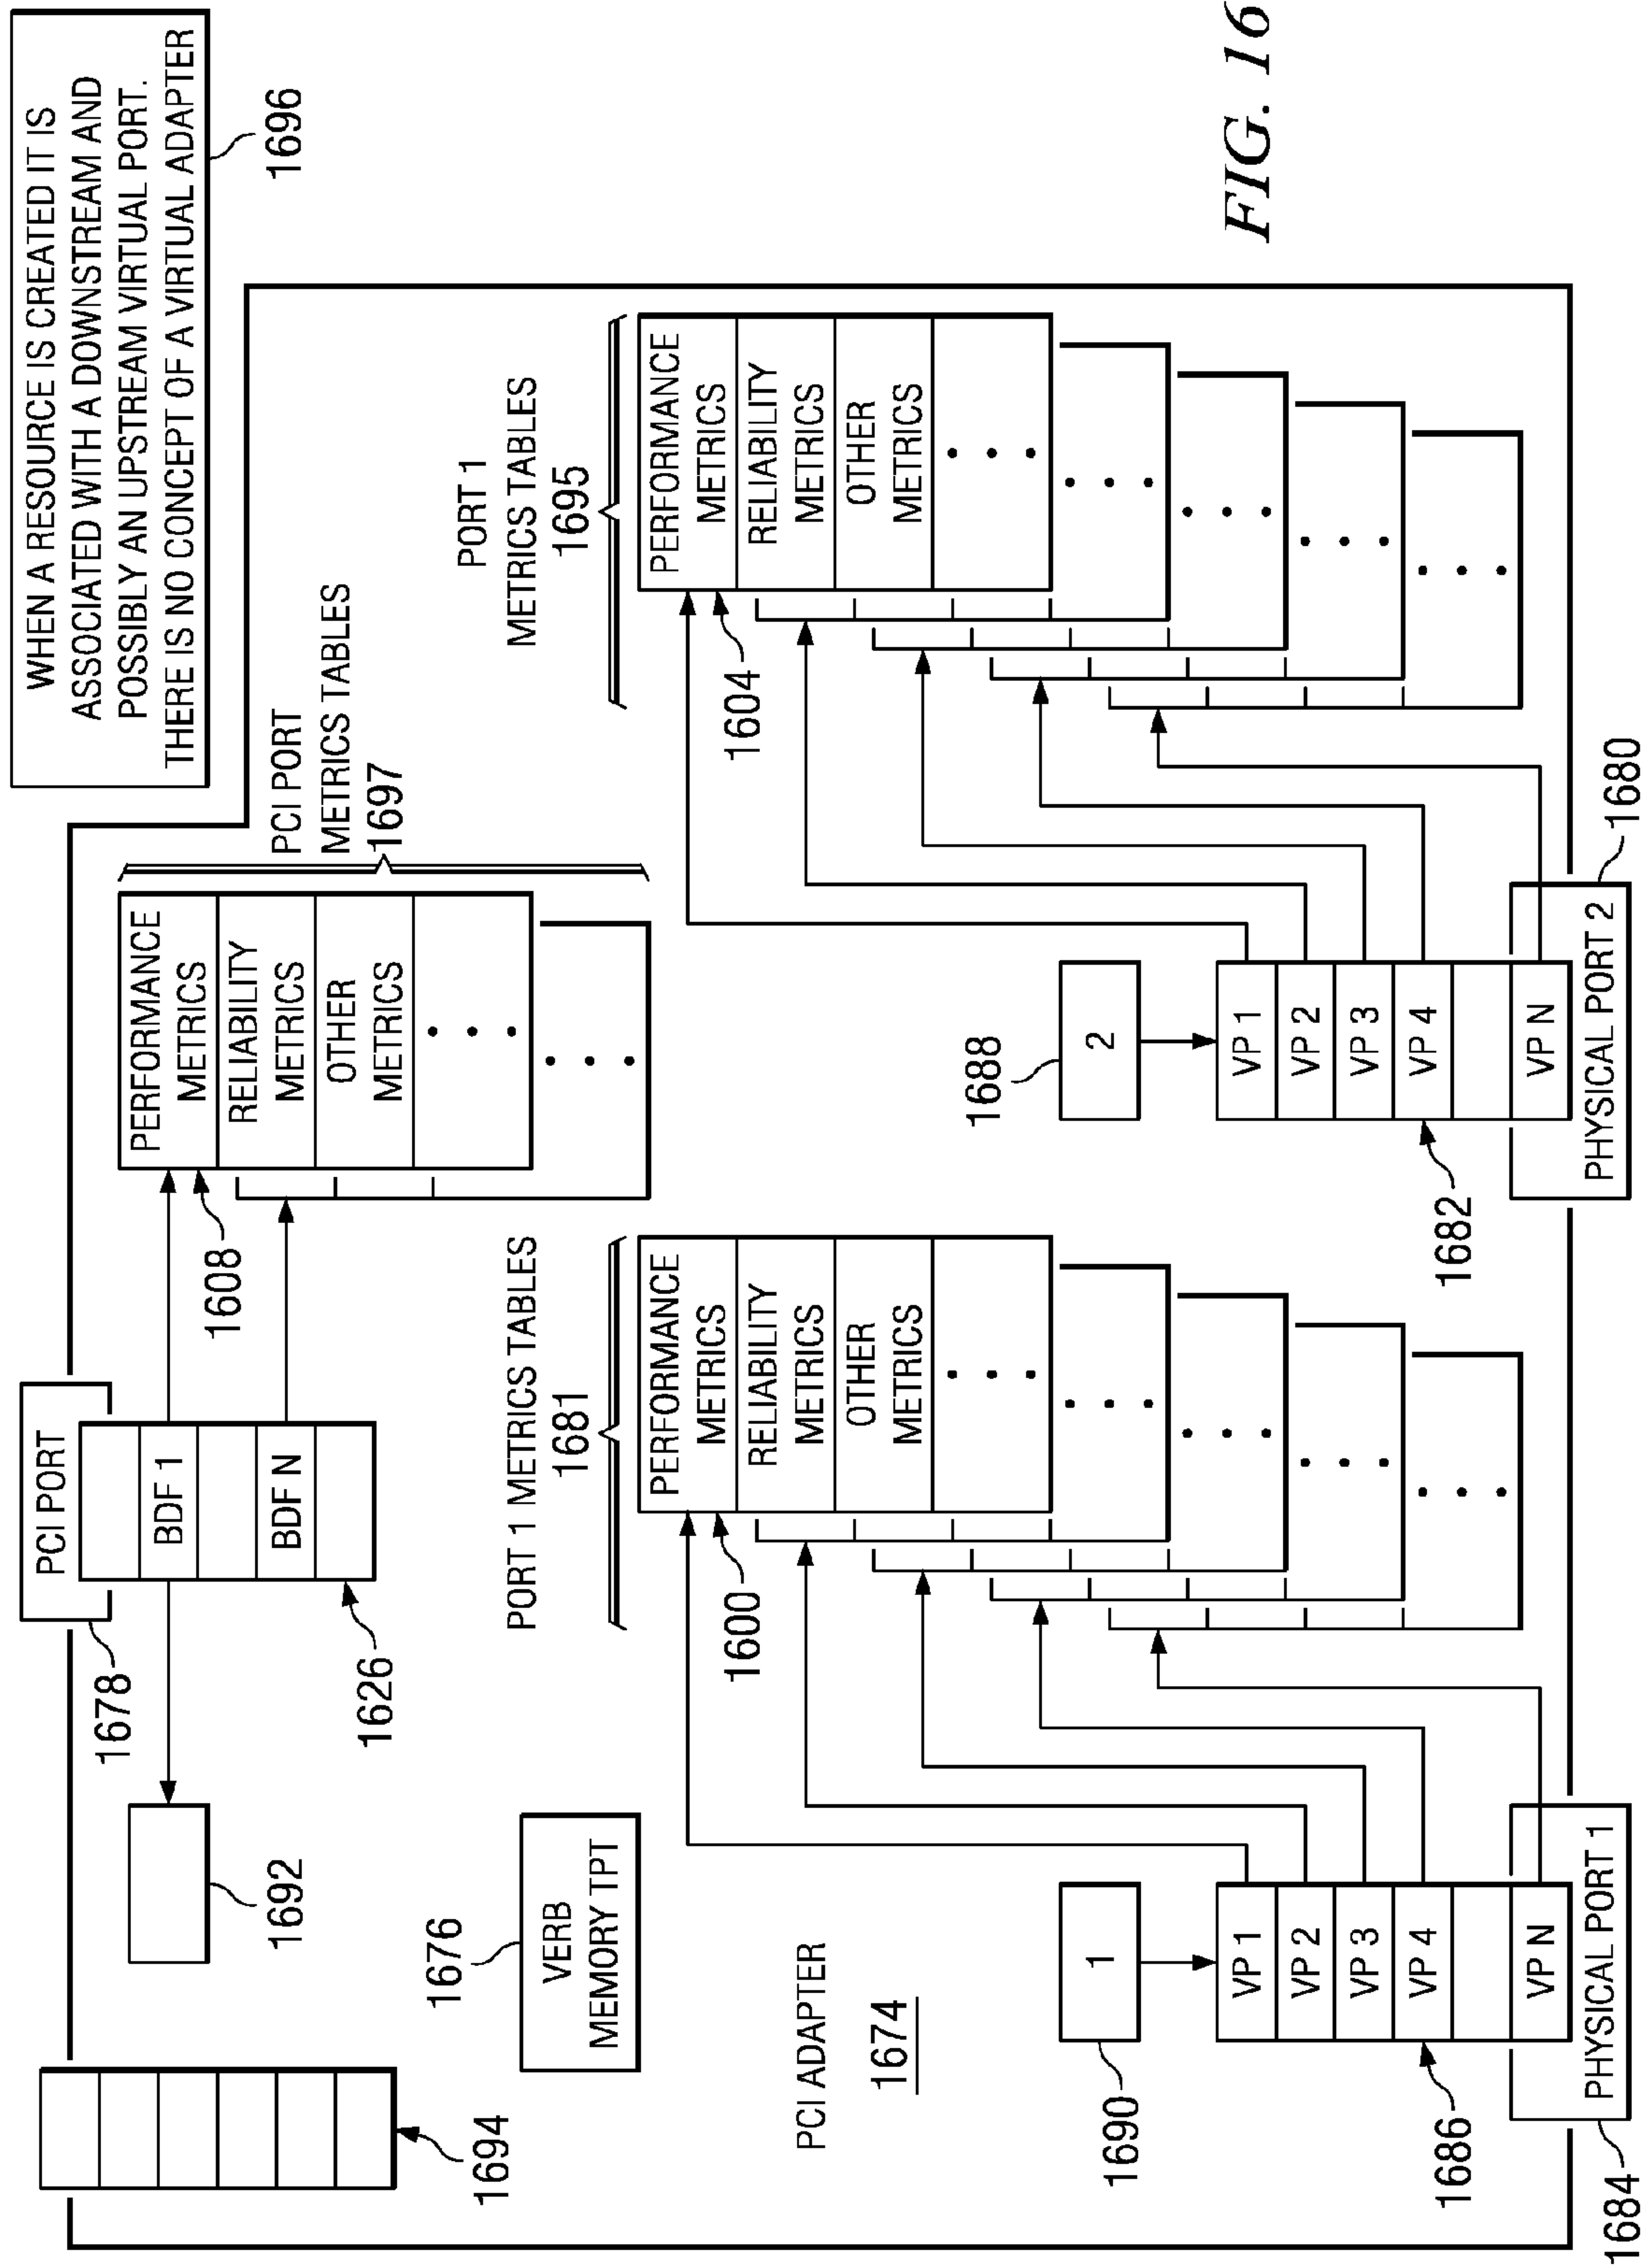 WHEN A RESOURCE IS CREATED IT IS
ASSOCIATED WITH A DOWNSTREAM AND
POSSIBLY AN UPSTREAM VIRTUAL PORT.
THERE IS NO CONCEPT OF A VIRTUAL ADAPTER
1696
1694
1692
PCI PORT
1678
BDF 1
BDF N
1626
1608
PERFORMANCE
METRICS
RELIABILITY
METRICS
OTHER
METRICS
PCI PORT
METRICS TABLES
1697
1676
VERB
MEMORY TPT
PCI ADAPTER
1674
PORT 1 METRICS TABLES
1681
PERFORMANCE
METRICS
RELIABILITY
METRICS
OTHER
METRICS
1600
PORT 1
METRICS TABLES
1695
PERFORMANCE
METRICS
RELIABILITY
METRICS
OTHER
METRICS
1604
1690
1
VP 1
VP 2
VP 3
VP 4
VP N
1686
PHYSICAL PORT 1
1684
1688
2
VP 1
VP 2
VP 3
VP 4
VP N
1682
PHYSICAL PORT 2
1680
FIG. 16